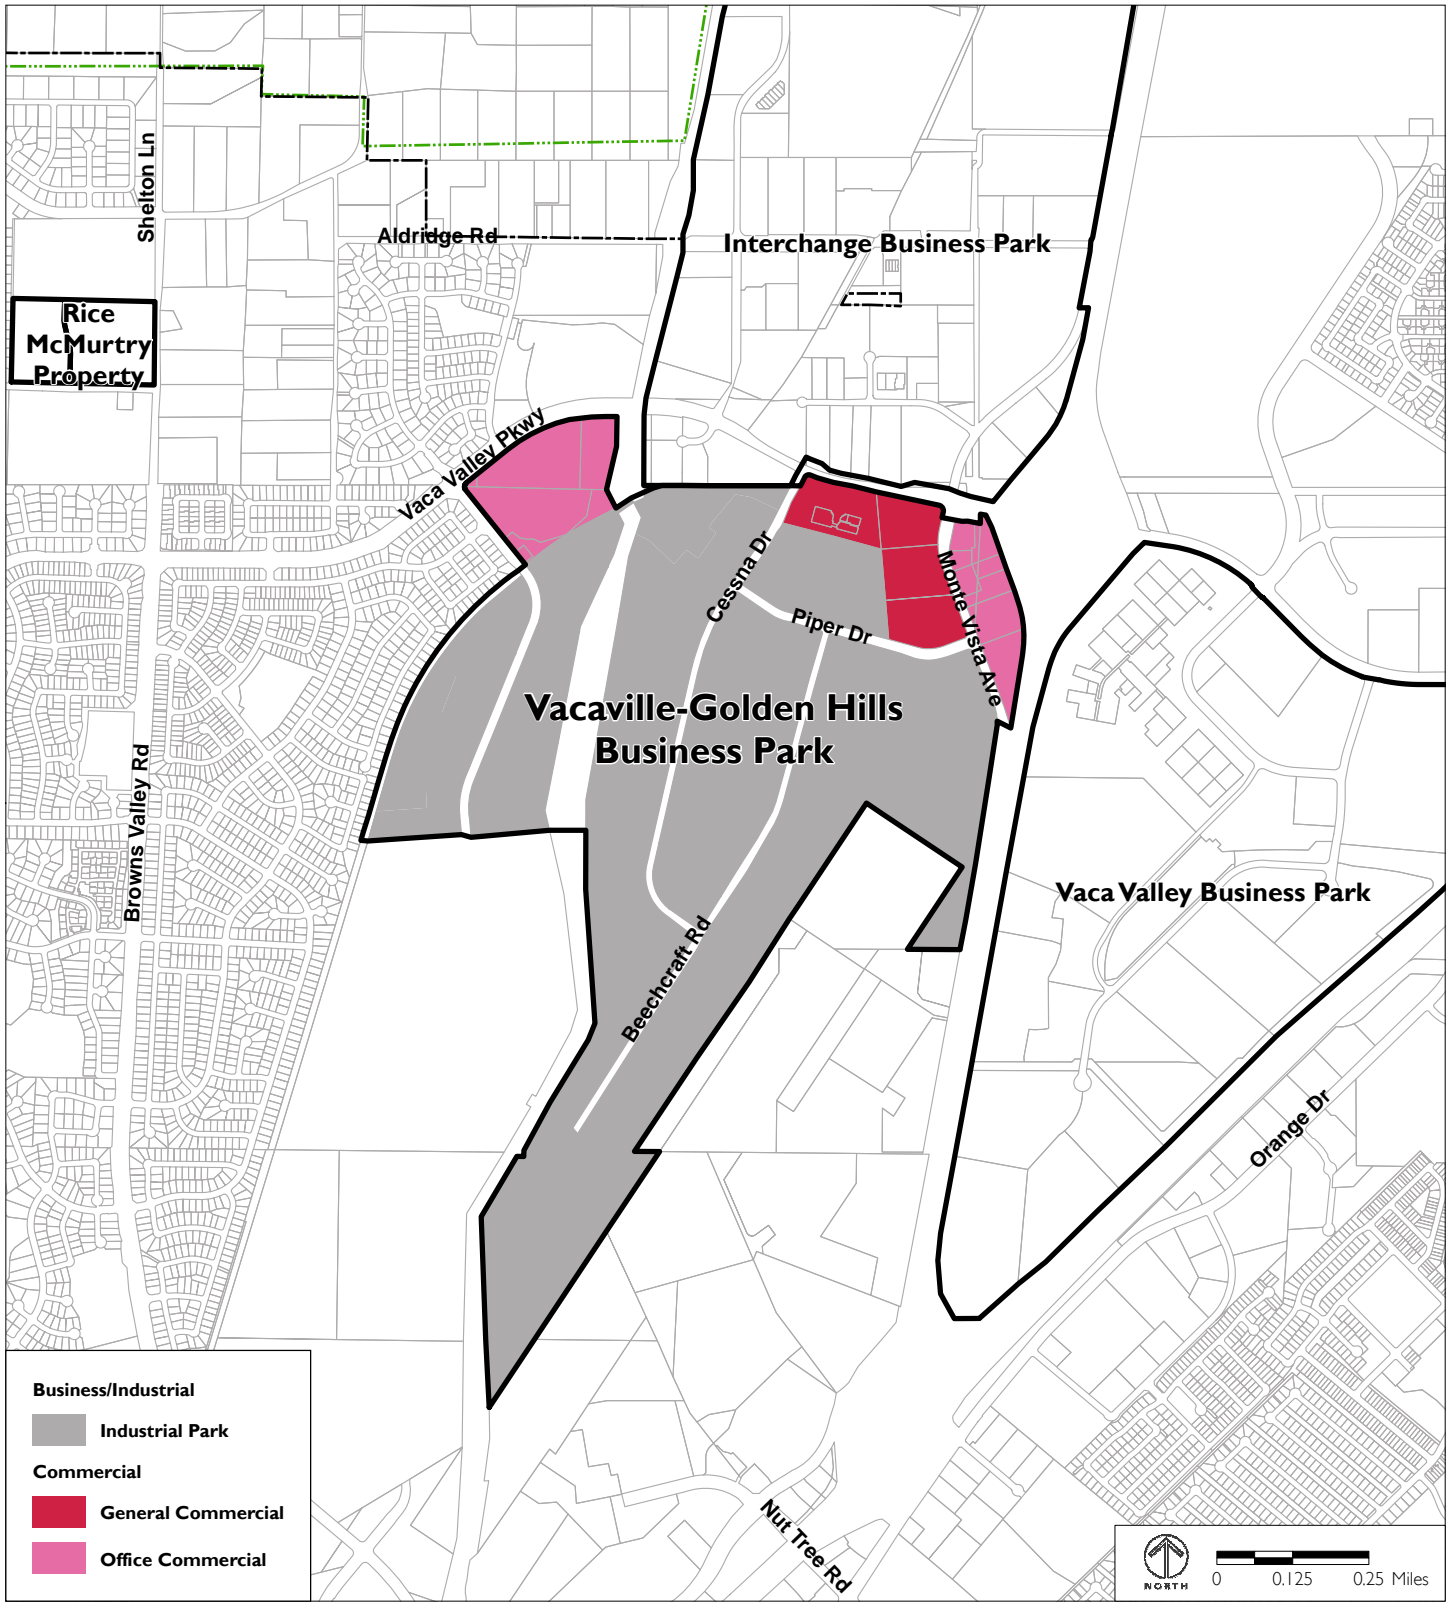 Shelton Ln
Aldridge Rd
Interchange Business Park
Rice
McMurtry
Property
Vaca Valley Pkwy
Cessna Dr
Piper Dr
Monte Vista Ave
Vacaville-Golden Hills
Business Park
Browns Valley Rd
Vaca Valley Business Park
Beechcraft Rd
Orange Dr
Nut Tree Rd
Business/Industrial
Industrial Park
Commercial
General Commercial
Office Commercial
NORTH
0 0.125 0.25 Miles